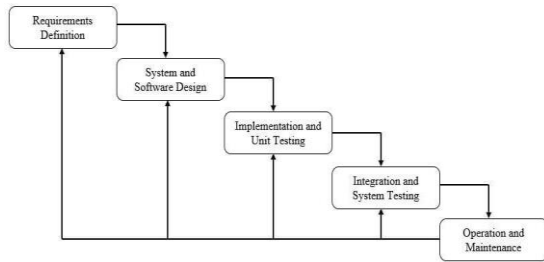 Requirements
Definition
System and
Software Design
Implementation and
Unit Testing
Integration and
System Testing
Operation and
Maintenance